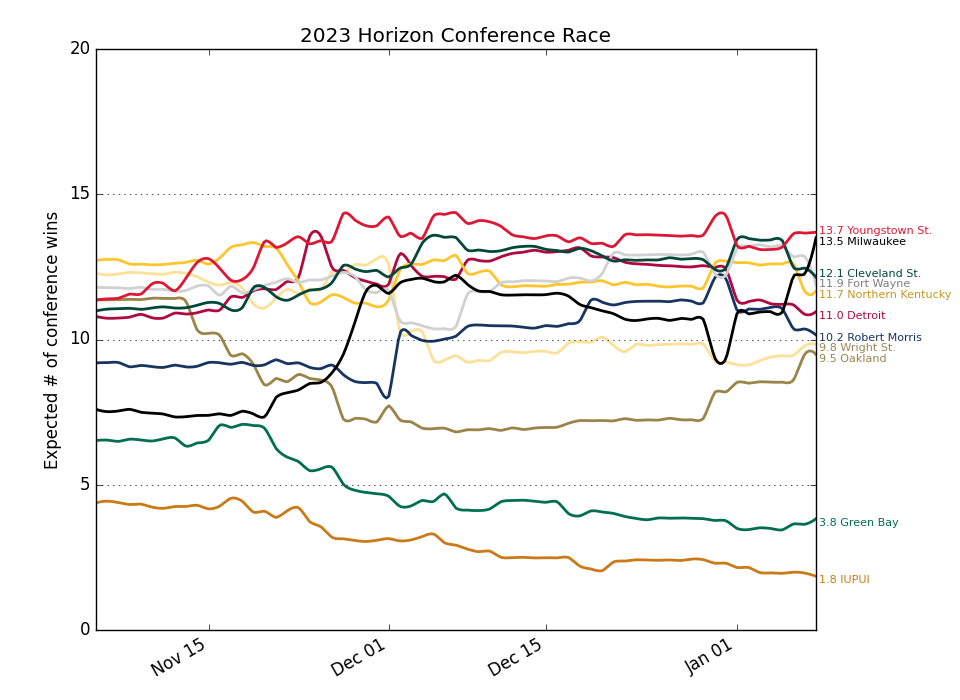 2023 Horizon Conference Race
Expected # of conference wins
20
15
10
5
0
Nov 15
Dec 01
Dec 15
Jan 01
13.7 Youngstown St.
13.5 Milwaukee
12.1 Cleveland St.
11.9 Fort Wayne
11.7 Northern Kentucky
11.0 Detroit
10.2 Robert Morris
9.8 Wright St.
9.5 Oakland
3.8 Green Bay
1.8 IUPUI